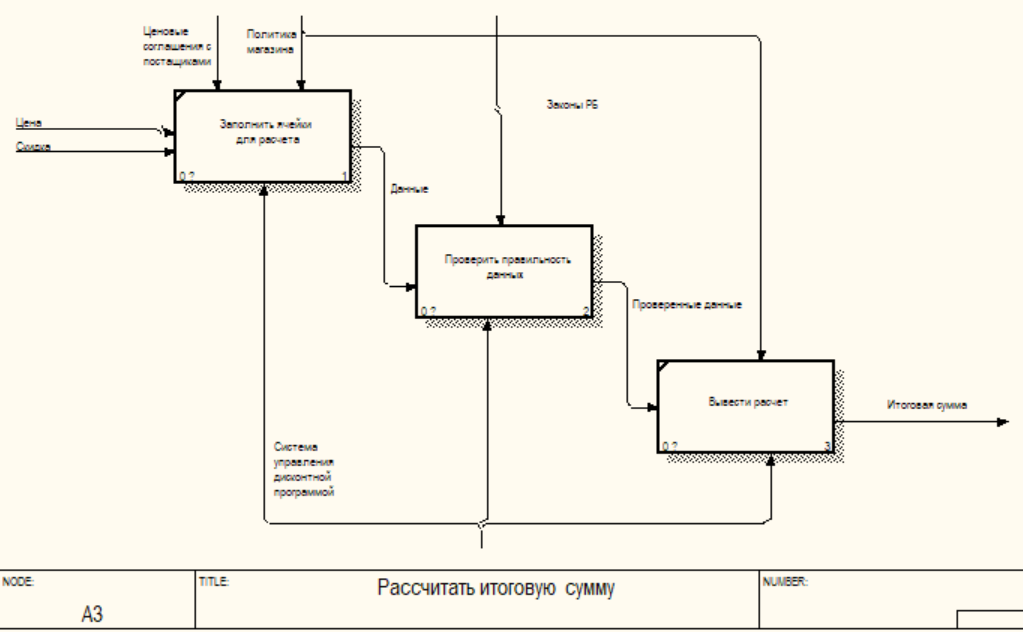 Ценовые
соглашения с
постащиками
Политика
магазина
Законы РБ
Цена
Скидка
Заполнить ячейки
для расчета
0 ?
1
Данные
Проверить правильность
данных
0 ?
2
Проверенные данные
Вывести расчет
0 ?
3
Итоговая сумма
Система
управления
дисконтной
программой
NODE:
A3
TITLE:
Рассчитать итоговую сумму
NUMBER: